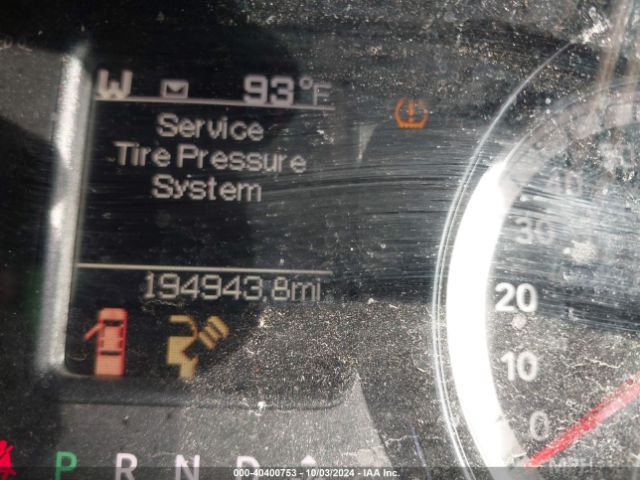 W 93°F
Service
Tire Pressure
System
194943.8mi
40
30
20
10
0
MPH
P R N D
000-40400753 - 10/03/2024 - IAA Inc.